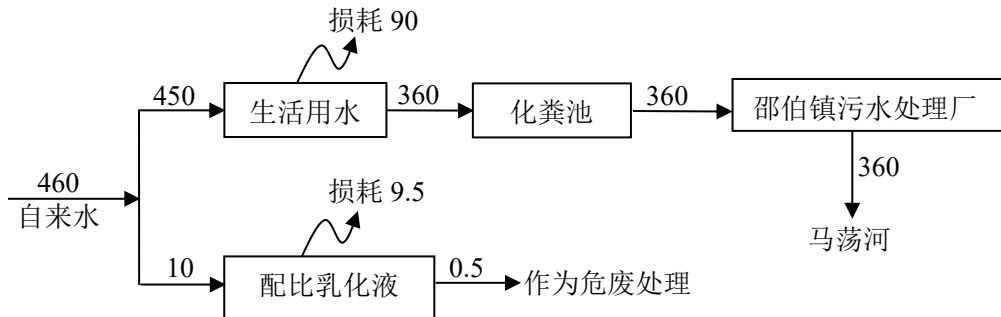 损耗 90
450
生活用水
360
化粪池
360
邵伯镇污水处理厂
360
马荡河
460
自来水
损耗 9.5
10
配比乳化液
0.5
作为危废处理